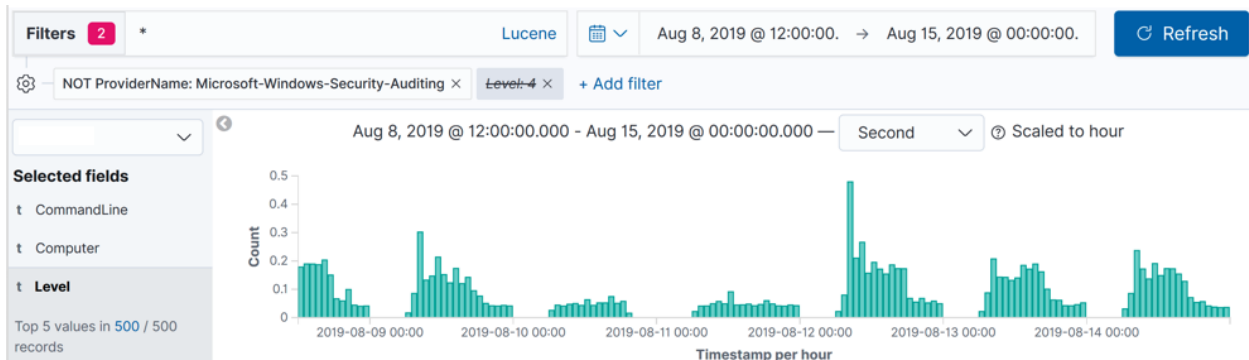 Filters 2 * Lucene Aug 8, 2019 @ 12:00:00. → Aug 15, 2019 @ 00:00:00. Refresh
NOT ProviderName: Microsoft-Windows-Security-Auditing × Level: 4 × + Add filter
Aug 8, 2019 @ 12:00:00.000 - Aug 15, 2019 @ 00:00:00.000 — Second Scaled to hour
Selected fields
t CommandLine
t Computer
t Level
Top 5 values in 500 / 500
records
Count
0.5
0.4
0.3
0.2
0.1
0
2019-08-09 00:00 2019-08-10 00:00 2019-08-11 00:00 2019-08-12 00:00 2019-08-13 00:00 2019-08-14 00:00
Timestamp per hour